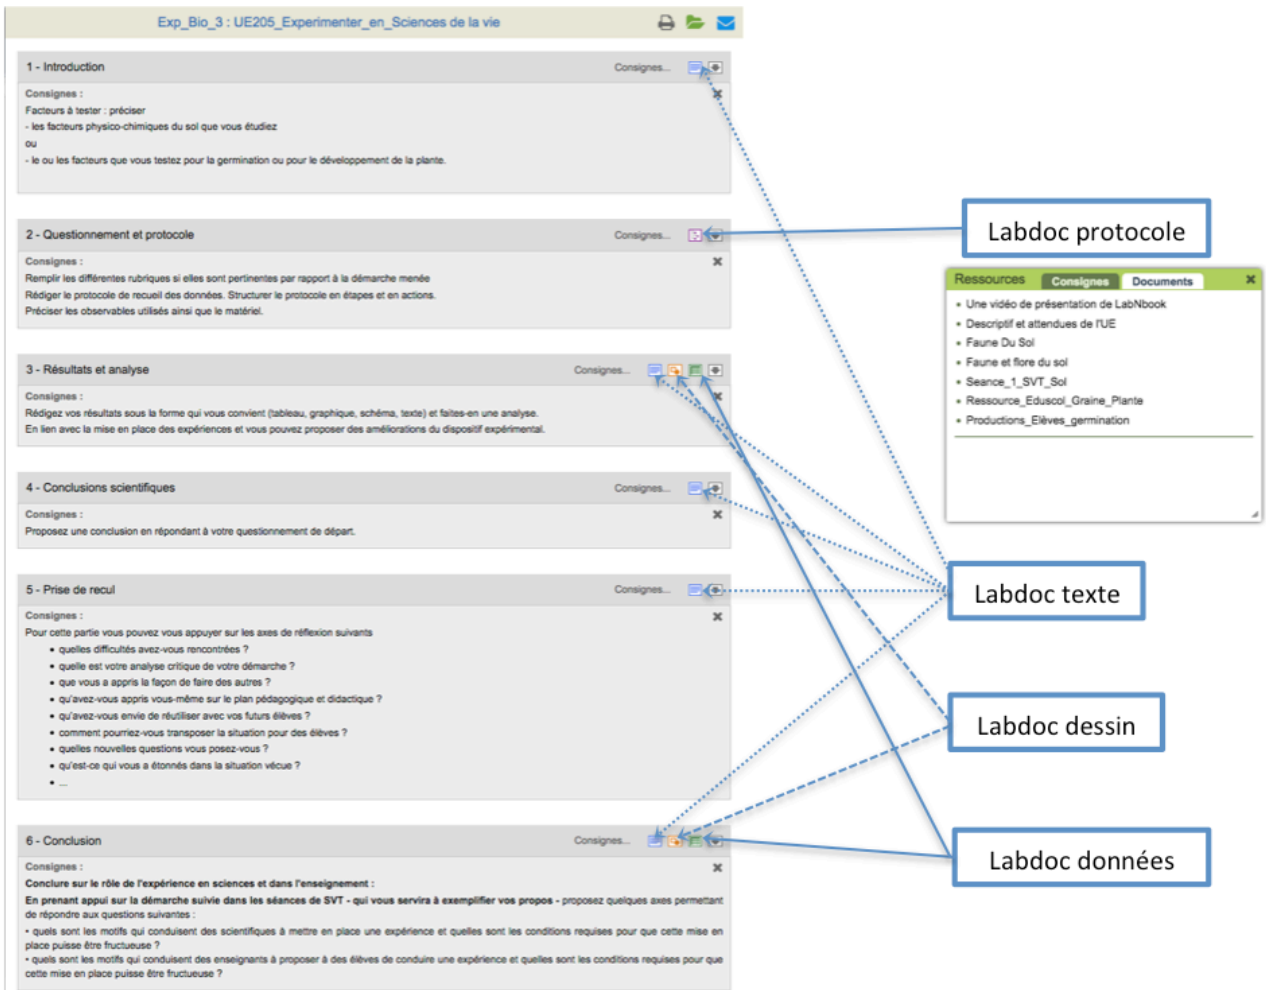 Exp_Bio_3 : UE205_Experimenter_en_Sciences de la vie
1 - Introduction
Consignes...
Consignes :
Facteurs à tester : préciser
- les facteurs physico-chimiques du sol que vous étudiez
ou
- le ou les facteurs que vous testez pour la germination ou pour le développement de la plante.
2 - Questionnement et protocole
Consignes...
Consignes :
Remplir les différentes rubriques si elles sont pertinentes par rapport à la démarche menée
Rédiger le protocole de recueil des données. Structurer le protocole en étapes et en actions.
Préciser les observables utilisés ainsi que le matériel.
3 - Résultats et analyse
Consignes...
Consignes :
Rédigez vos résultats sous la forme qui vous convient (tableau, graphique, schéma, texte) et faites-en une analyse.
En lien avec la mise en place des expériences et vous pouvez proposer des améliorations du dispositif expérimental.
4 - Conclusions scientifiques
Consignes...
Consignes :
Proposez une conclusion en répondant à votre questionnement de départ.
5 - Prise de recul
Consignes...
Consignes :
Pour cette partie vous pouvez vous appuyer sur les axes de réflexion suivants
• quelles difficultés avez-vous rencontrées ?
• quelle est votre analyse critique de votre démarche ?
• que vous a appris la façon de faire des autres ?
• qu'avez-vous appris vous-même sur le plan pédagogique et didactique ?
• qu'avez-vous envie de réutiliser avec vos futurs élèves ?
• comment pourriez-vous transposer la situation pour des élèves ?
• quelles nouvelles questions vous posez-vous ?
• qu'est-ce qui vous a étonnés dans la situation vécue ?
• ...
6 - Conclusion
Consignes...
Consignes :
Conclure sur le rôle de l'expérience en sciences et dans l'enseignement :
En prenant appui sur la démarche suivie dans les séances de SVT - qui vous servira à exemplifier vos propos - proposez quelques axes permettant
de répondre aux questions suivantes :
• quels sont les motifs qui conduisent des scientifiques à mettre en place une expérience et quelles sont les conditions requises pour que cette mise en
place puisse être fructueuse ?
• quels sont les motifs qui conduisent des enseignants à proposer à des élèves de conduire une expérience et quelles sont les conditions requises pour que
cette mise en place puisse être fructueuse ?
Labdoc protocole
Ressources
Consignes
Documents
• Une vidéo de présentation de LabNbook
• Descriptif et attendues de l'UE
• Faune Du Sol
• Faune et flore du sol
• Seance_1_SVT_Sol
• Ressource_Eduscol_Graine_Plante
• Productions_Elèves_germination
Labdoc texte
Labdoc dessin
Labdoc données